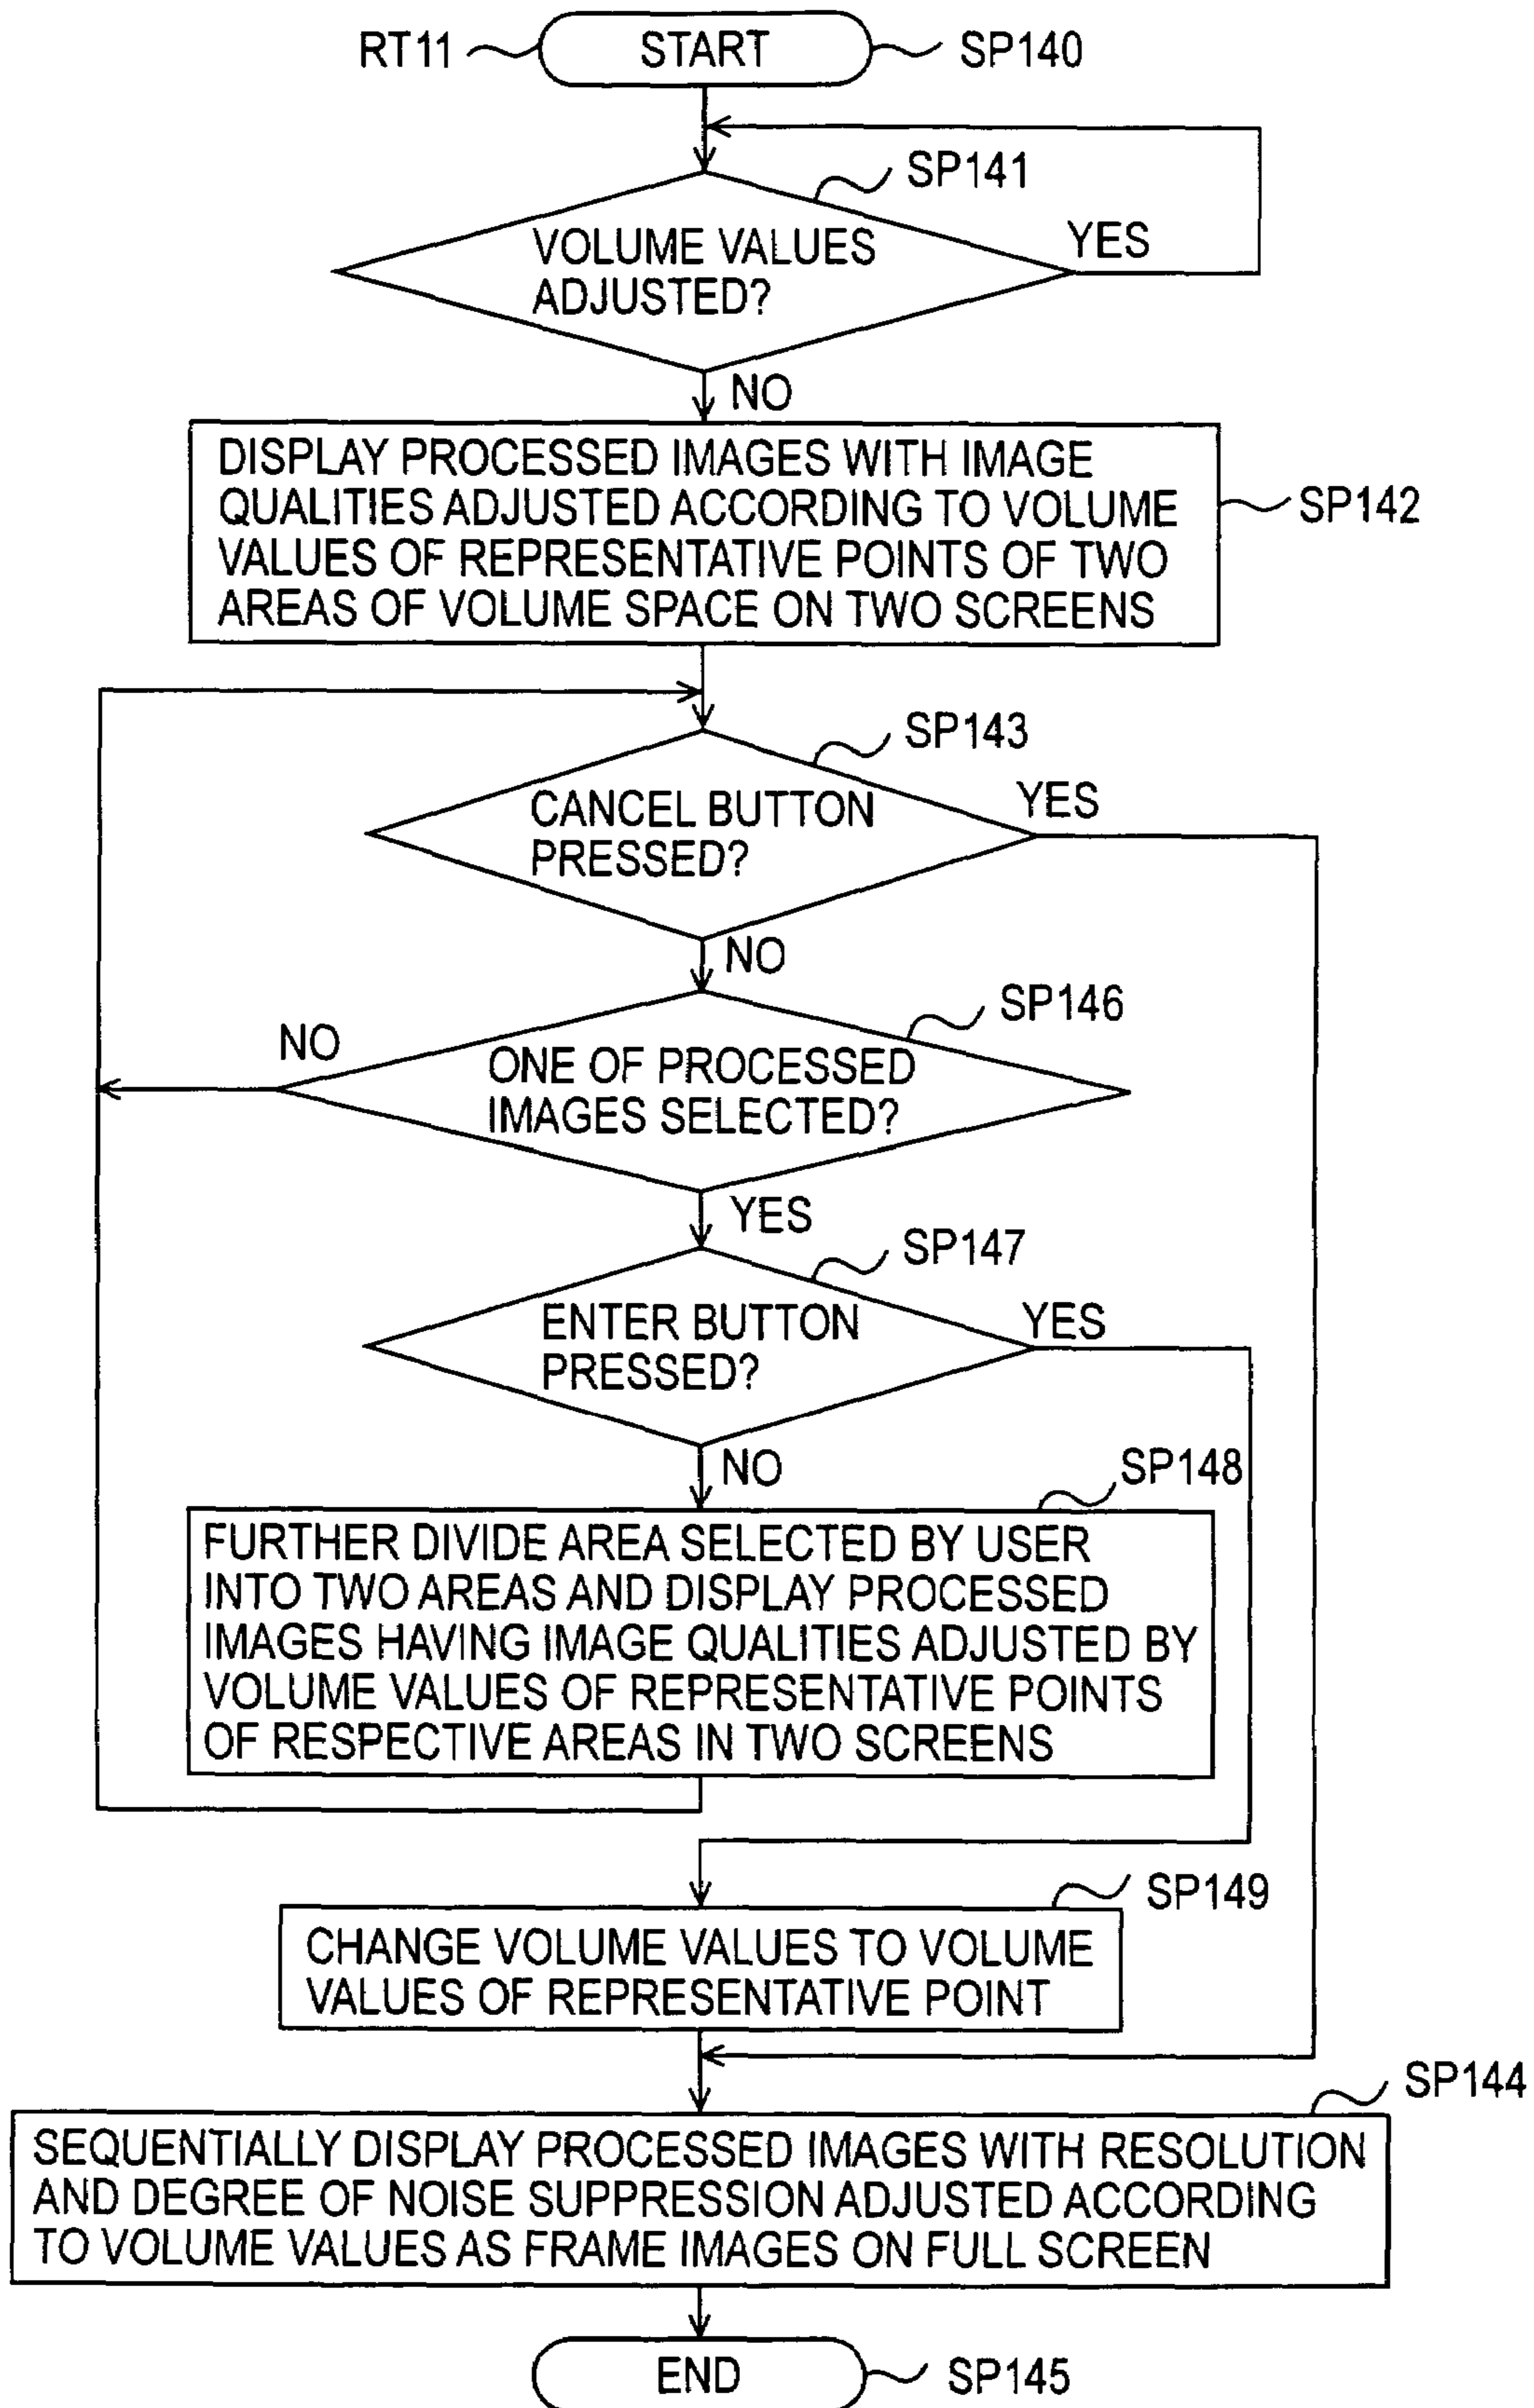 RT11
START
SP140
SP141
VOLUME VALUES
ADJUSTED?
YES
NO
DISPLAY PROCESSED IMAGES WITH IMAGE
QUALITIES ADJUSTED ACCORDING TO VOLUME
VALUES OF REPRESENTATIVE POINTS OF TWO
AREAS OF VOLUME SPACE ON TWO SCREENS
SP142
SP143
CANCEL BUTTON
PRESSED?
YES
NO
SP146
NO
ONE OF PROCESSED
IMAGES SELECTED?
YES
SP147
ENTER BUTTON
PRESSED?
YES
NO
SP148
FURTHER DIVIDE AREA SELECTED BY USER
INTO TWO AREAS AND DISPLAY PROCESSED
IMAGES HAVING IMAGE QUALITIES ADJUSTED BY
VOLUME VALUES OF REPRESENTATIVE POINTS
OF RESPECTIVE AREAS IN TWO SCREENS
SP149
CHANGE VOLUME VALUES TO VOLUME
VALUES OF REPRESENTATIVE POINT
SP144
SEQUENTIALLY DISPLAY PROCESSED IMAGES WITH RESOLUTION
AND DEGREE OF NOISE SUPPRESSION ADJUSTED ACCORDING
TO VOLUME VALUES AS FRAME IMAGES ON FULL SCREEN
END
SP145